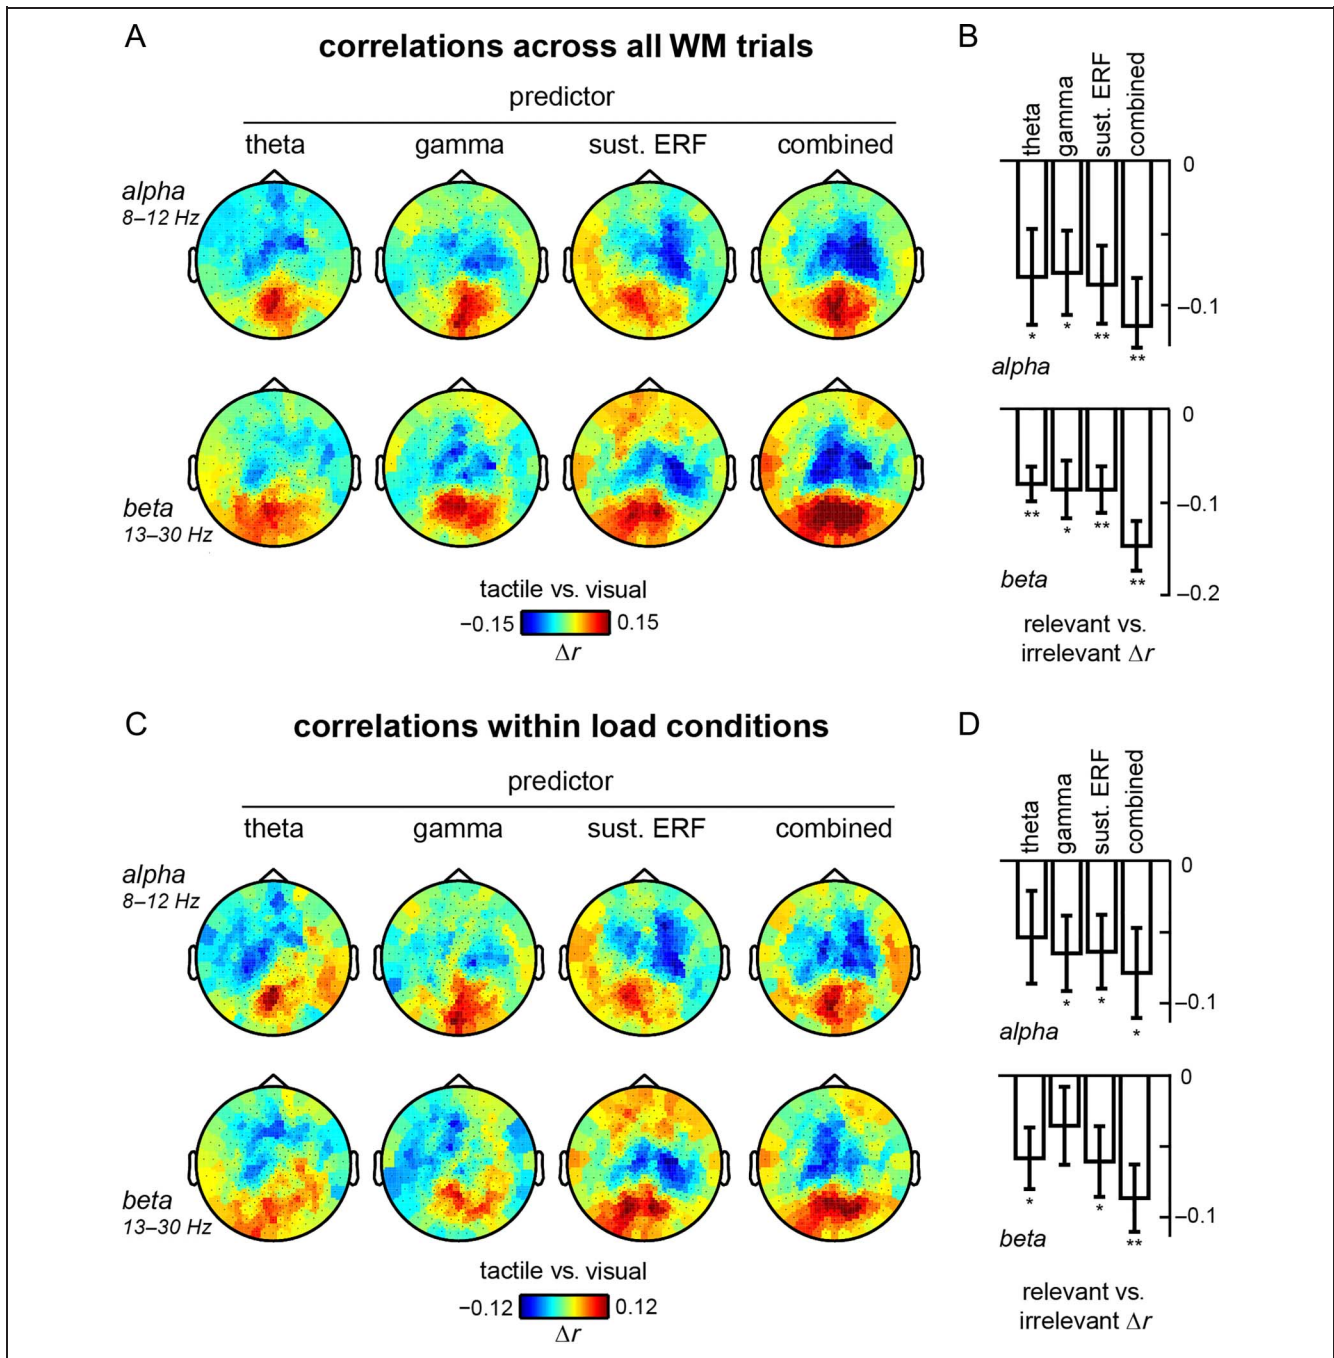 A
correlations across all WM trials
predictor
theta gamma sust. ERF combined
alpha
8–12 Hz
beta
13–30 Hz
tactile vs. visual
−0.15 0.15
Δr
B
theta
gamma
sust. ERF
combined
0
−0.1
*
*
**
**
alpha
0
−0.1
−0.2
**
*
**
**
beta
relevant vs.
irrelevant Δr
C
correlations within load conditions
predictor
theta gamma sust. ERF combined
alpha
8–12 Hz
beta
13–30 Hz
tactile vs. visual
−0.12 0.12
Δr
D
theta
gamma
sust. ERF
combined
0
−0.1
*
*
*
alpha
0
−0.1
*
*
**
beta
relevant vs.
irrelevant Δr